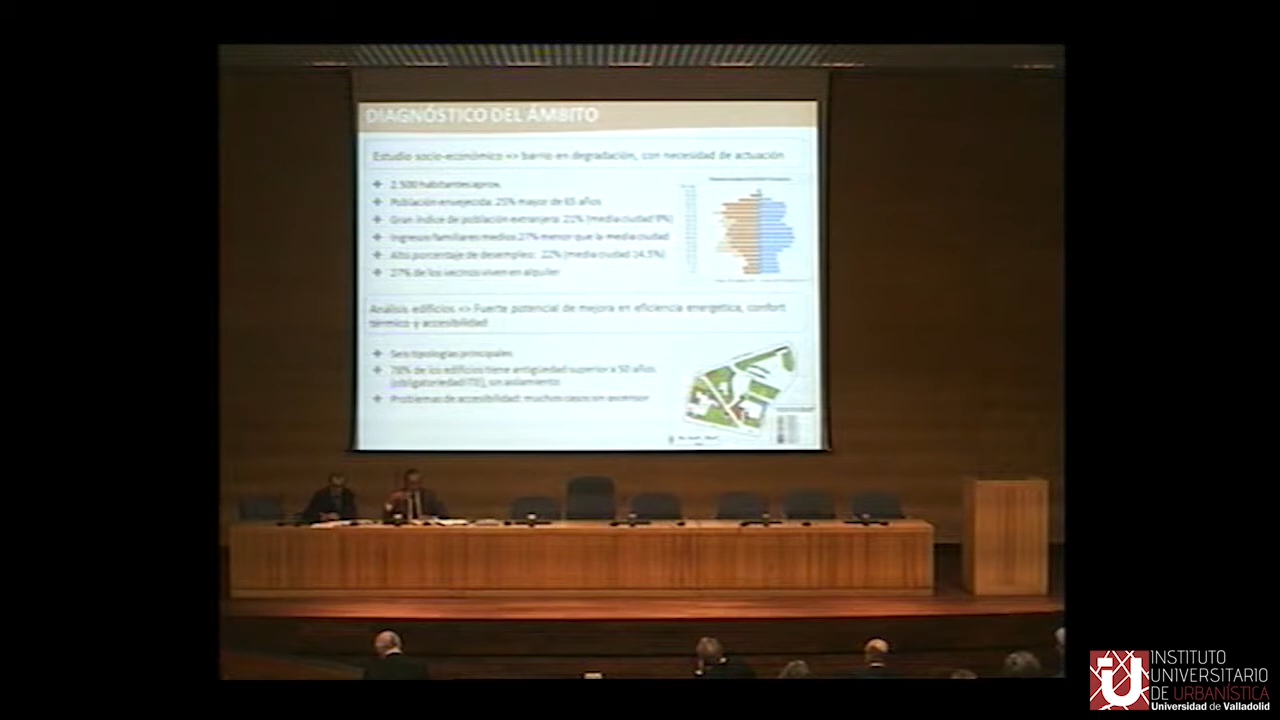 DIAGNÓSTICO DEL ÁMBITO
Estudio socio-económico => barrio en degradación, con necesidad de actuación
2.500 habitantes aprox.
Población envejecida: 25% mayor de 65 años
Gran índice de población extranjera: 21% (media ciudad 9%)
Ingresos familiares medios 27% menor que la media ciudad
Alto porcentaje de desempleo: 22% (media ciudad 14,5%)
27% de los vecinos viven en alquiler
Análisis edificios => Fuerte potencial de mejora en eficiencia energética, confort
térmico y accesibilidad
Seis tipologías principales
78% de los edificios tiene antigüedad superior a 50 años
(obligatoriedad ITE), sin aislamiento
Problemas de accesibilidad: muchos casos sin ascensor
INSTITUTO
UNIVERSITARIO
DE URBANÍSTICA
Universidad de Valladolid